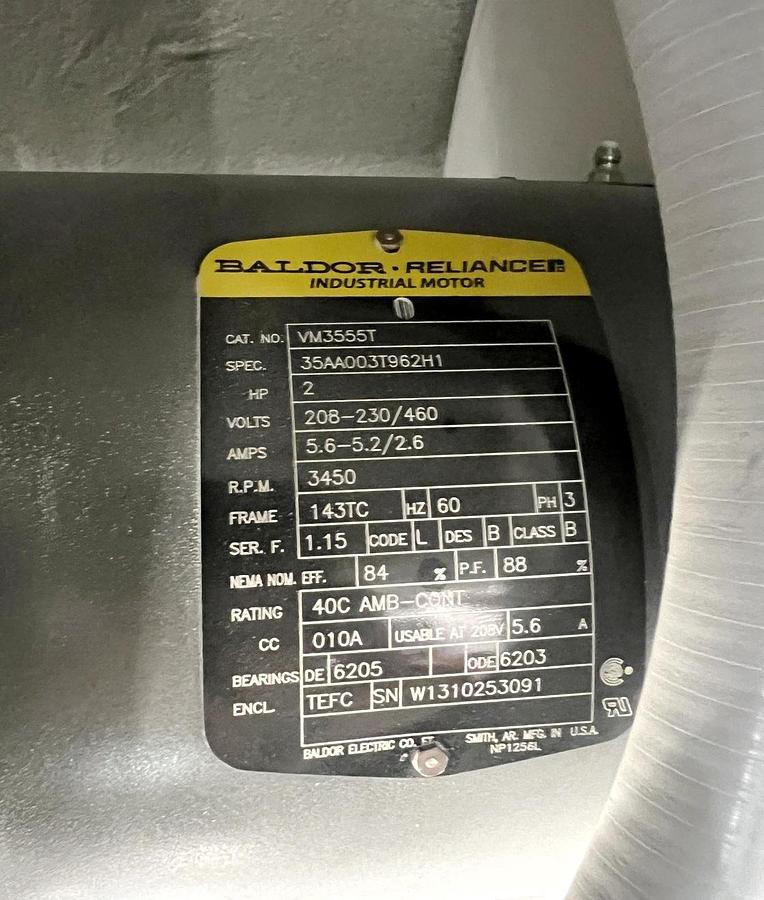 BALDOR · RELIANCE
INDUSTRIAL MOTOR
CAT. NO. VM3555T
SPEC. 35AA003T962H1
HP 2
VOLTS 208-230/460
AMPS 5.6-5.2/2.6
R.P.M. 3450
FRAME 143TC HZ 60 PH 3
SER. F. 1.15 CODE L DES B CLASS B
NEMA NOM. EFF. 84 % P.F. 88 %
RATING 40C AMB-CONT
CC 010A USABLE AT 208V 5.6 A
BEARINGS DE 6205 ODE 6203
ENCL. TEFC SN W1310253091
BALDOR ELECTRIC CO. FT. SMITH, AR. MFG. IN U.S.A.
NP1256L